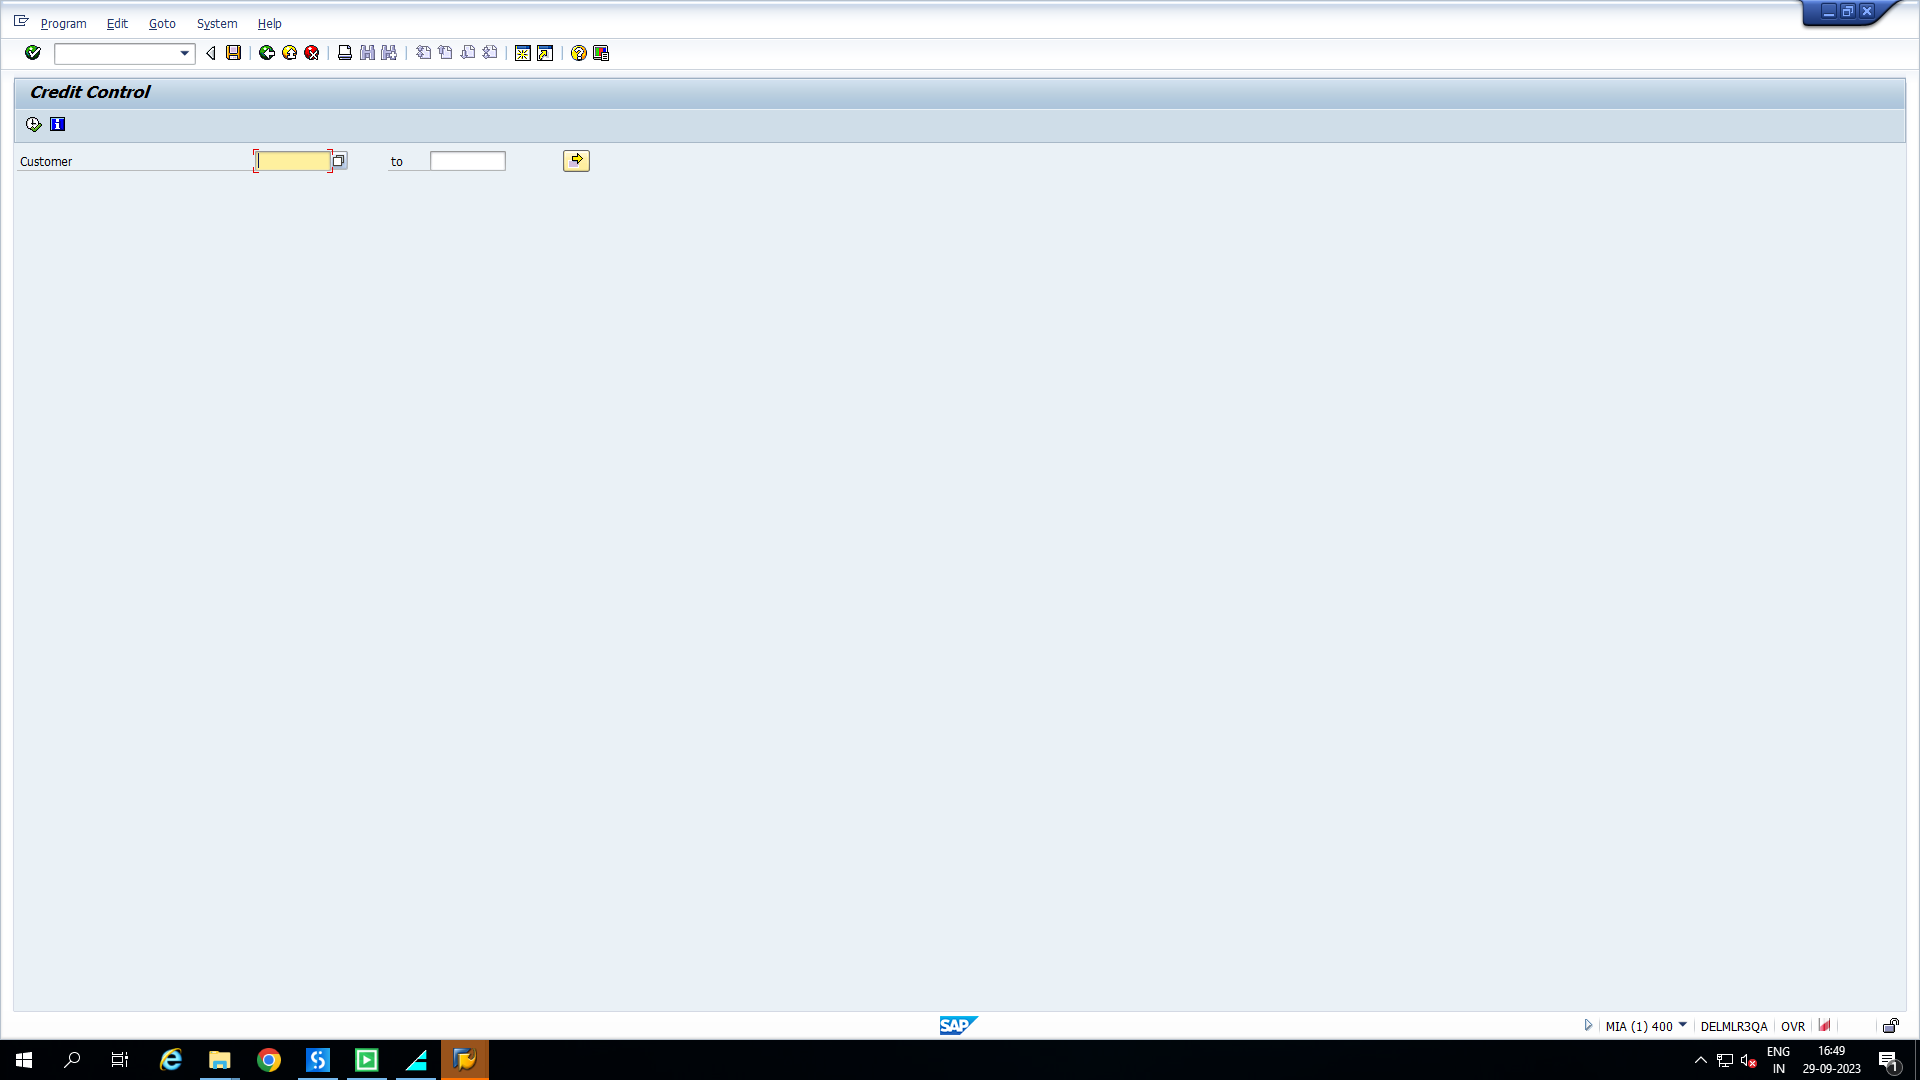 Program Edit Goto System Help
Credit Control
Customer to
SAP
MIA (1) 400 DELMLR3QA OVR
ENG 16:49
IN 29-09-2023 1